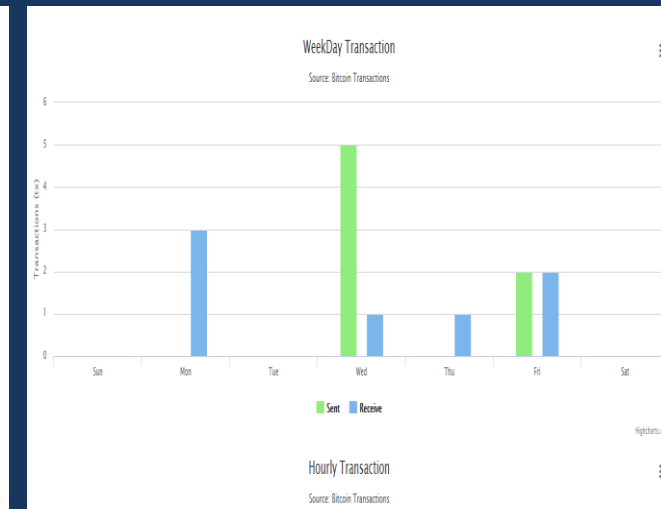 WeekDay Transaction
Source: Bitcoin Transactions
6
5
4
3
2
1
0
Transactions (tx)
Sun Mon Tue Wed Thu Fri Sat
Sent Receive
Highcharts.c
Hourly Transaction
Source: Bitcoin Transactions